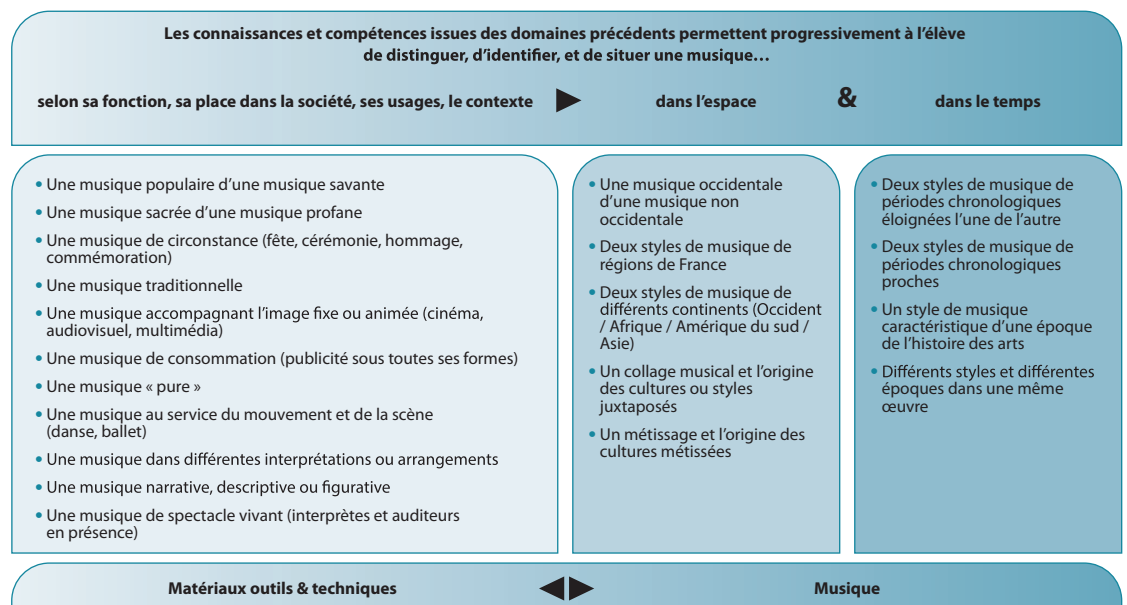 Les connaissances et compétences issues des domaines précédents permettent progressivement à l'élève
de distinguer, d'identifier, et de situer une musique…
selon sa fonction, sa place dans la société, ses usages, le contexte ▶ dans l'espace & dans le temps
• Une musique populaire d'une musique savante
• Une musique sacrée d'une musique profane
• Une musique de circonstance (fête, cérémonie, hommage,
commémoration)
• Une musique traditionnelle
• Une musique accompagnant l'image fixe ou animée (cinéma,
audiovisuel, multimédia)
• Une musique de consommation (publicité sous toutes ses formes)
• Une musique « pure »
• Une musique au service du mouvement et de la scène
(danse, ballet)
• Une musique dans différentes interprétations ou arrangements
• Une musique narrative, descriptive ou figurative
• Une musique de spectacle vivant (interprètes et auditeurs
en présence)
• Une musique occidentale
d'une musique non
occidentale
• Deux styles de musique de
régions de France
• Deux styles de musique de
différents continents (Occident
/ Afrique / Amérique du sud /
Asie)
• Un collage musical et l'origine
des cultures ou styles
juxtaposés
• Un métissage et l'origine des
cultures métissées
• Deux styles de musique de
périodes chronologiques
éloignées l'une de l'autre
• Deux styles de musique de
périodes chronologiques
proches
• Un style de musique
caractéristique d'une époque
de l'histoire des arts
• Différents styles et différentes
époques dans une même
œuvre
Matériaux outils & techniques ◀▶ Musique